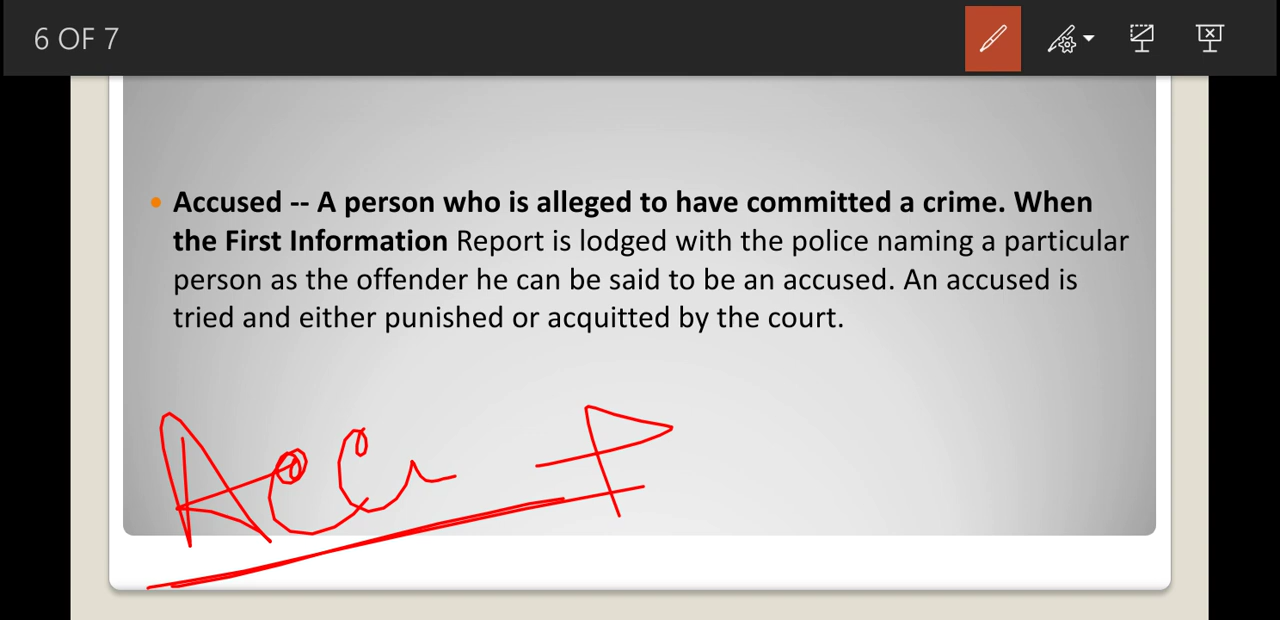 6 OF 7
Accused -- A person who is alleged to have committed a crime. When
the First Information Report is lodged with the police naming a particular
person as the offender he can be said to be an accused. An accused is
tried and either punished or acquitted by the court.